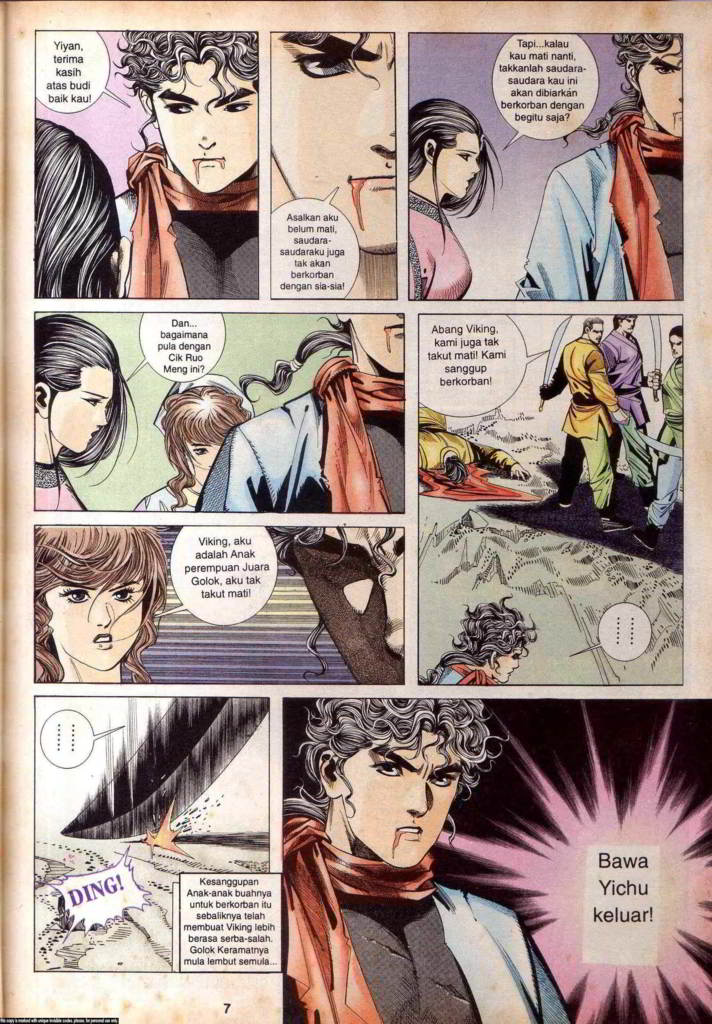 Yiyan,
terima
kasih
atas budi
baik kau!
Asalkan aku
belum mati,
saudara-
saudaraku juga
tak akan
berkorban
dengan sia-sia!
Tapi...kalau
kau mati nanti,
takkanlah saudara-
saudara kau ini
akan dibiarkan
berkorban dengan
begitu saja?
Dan...
bagaimana
pula dengan
Cik Ruo
Meng ini?
Abang Viking,
kami juga tak
takut mati! Kami
sanggup
berkorban!
Viking, aku
adalah Anak
perempuan Juara
Golok, aku tak
takut mati!
DING!
Kesanggupan
Anak-anak buahnya
untuk berkorban itu
sebaliknya telah
membuat Viking lebih
berasa serba-salah.
Golok Keramatnya
mula lembut semula...
Bawa
Yichu
keluar!
7